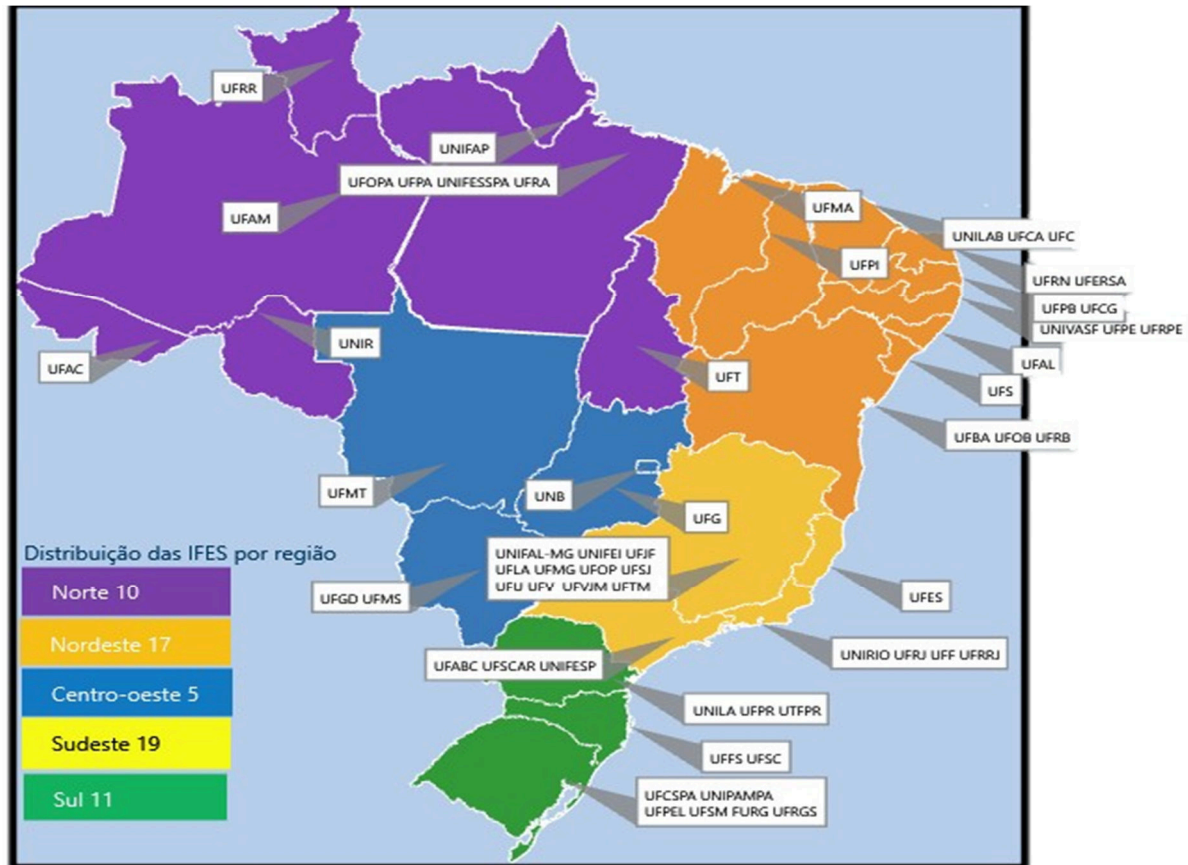 UFRR
UNIFAP
UFOPA UFPA UNIFESSPA UFRA
UFAM
UFMA
UNILAB UFCA UFC
UFPI
UFRN UFERSA
UFPB UFCG
UNIVASF UFPE UFRPE
UNIR
UFAL
UFAC
UFT
UFS
UFBA UFOB UFRB
UFMT
UNB
UFG
Distribuição das IFES por região
UNIFAL-MG UNIFEI UFJF
UFLA UFMG UFOP UFSJ
UFU UFV UFVJM UFTM
Norte 10
UFGD UFMS
UFES
Nordeste 17
UFABC UFSCAR UNIFESP
UNIRIO UFRJ UFF UFRRJ
Centro-oeste 5
UNILA UFPR UTFPR
Sudeste 19
UFFS UFSC
Sul 11
UFCSPA UNIPAMPA
UFPEL UFSM FURG UFRGS